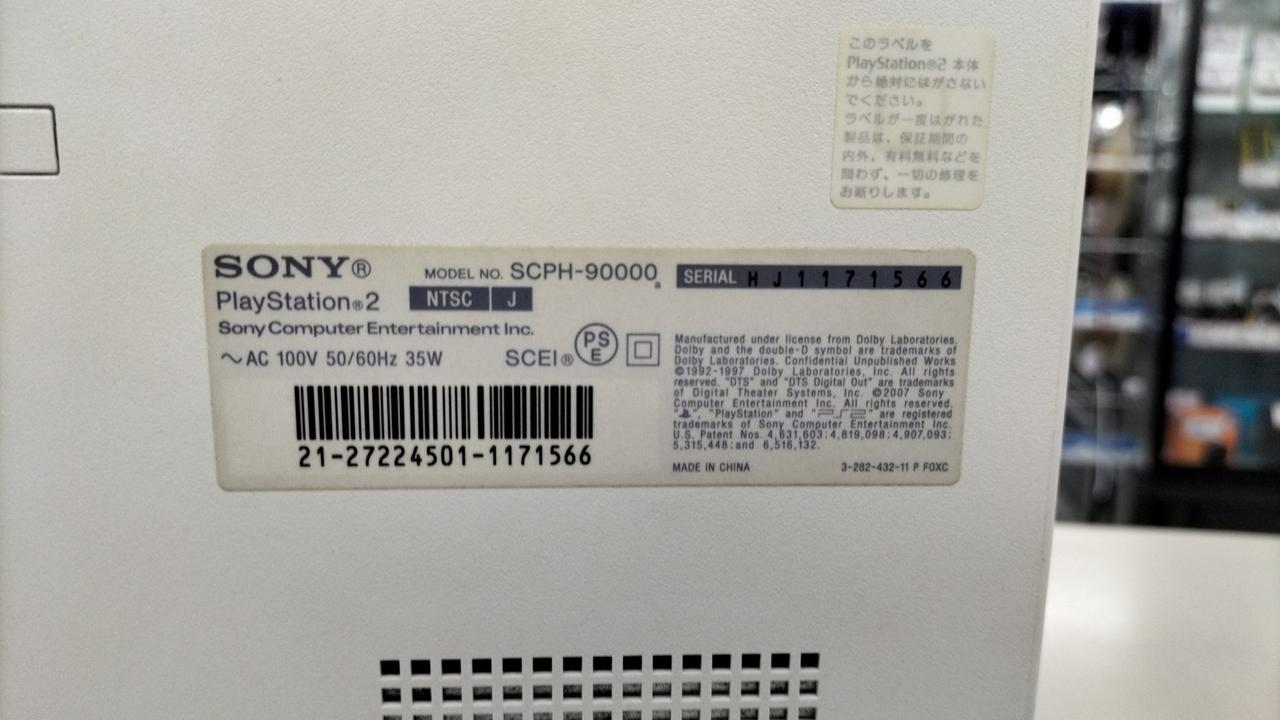 このラベルを
PlayStation®2 本体
から絶対にはがさない
でください。
ラベルが一度はがれた
製品は、保証期間の
内外、有料無料などを
問わず、一切の修理を
お断りします。
SONY®
MODEL NO. SCPH-90000a
SERIAL HJ1171566
PlayStation®2
NTSC J
Sony Computer Entertainment Inc.
~AC 100V 50/60Hz 35W
SCEI®
PSE
21-27224501-1171566
Manufactured under license from Dolby Laboratories.
Dolby and the double-D symbol are trademarks of
Dolby Laboratories. Confidential Unpublished Works
©1992-1997 Dolby Laboratories, Inc. All rights
reserved. "DTS" and "DTS Digital Out" are trademarks
of Digital Theater Systems, Inc. ©2007 Sony
Computer Entertainment Inc. All rights reserved.
" ", "PlayStation" and "PS2" are registered
trademarks of Sony Computer Entertainment Inc.
U.S. Patent Nos. 4,631,603; 4,819,098; 4,907,093;
5,315,448; and 6,516,132.
MADE IN CHINA
3-282-432-11 P FOXC